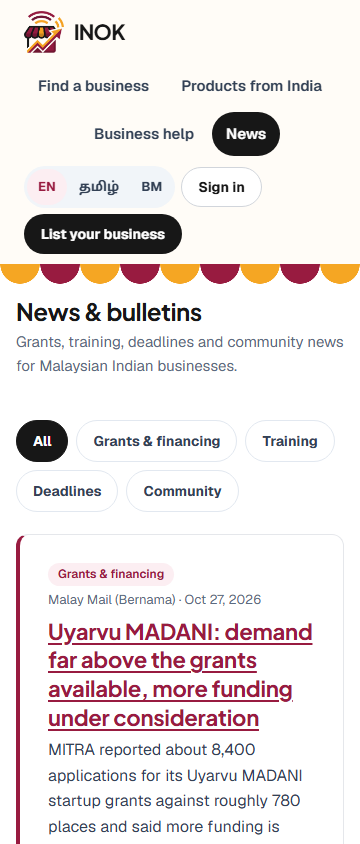 INOK
Find a business
Products from India
Business help
News
EN
தமிழ்
BM
Sign in
List your business
News & bulletins
Grants, training, deadlines and community news
for Malaysian Indian businesses.
All
Grants & financing
Training
Deadlines
Community
Grants & financing
Malay Mail (Bernama) · Oct 27, 2026
Uyarvu MADANI: demand
far above the grants
available, more funding
under consideration
MITRA reported about 8,400
applications for its Uyarvu MADANI
startup grants against roughly 780
places and said more funding is